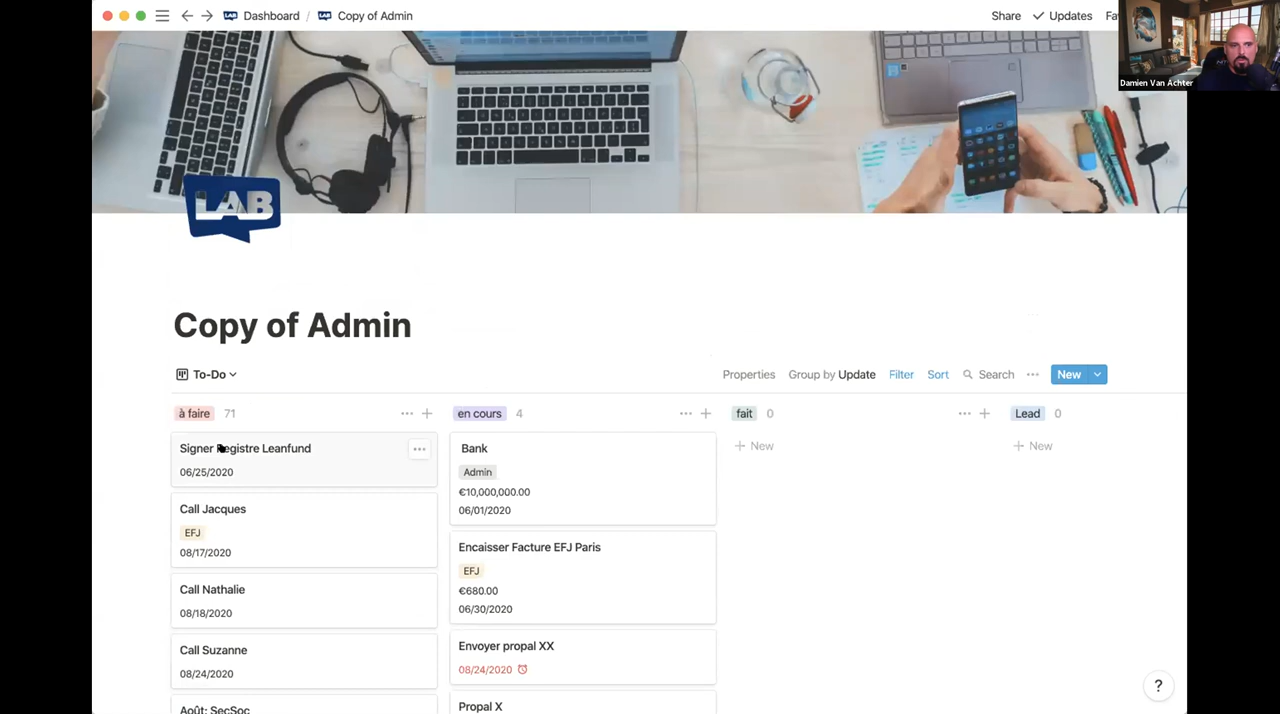 Dashboard / Copy of Admin
Share Updates Fa
Damien Van Achter
LAB
Copy of Admin
To-Do
Properties Group by Update Filter Sort Search New
à faire 71
Signer Registre Leanfund
06/25/2020
Call Jacques
EFJ
08/17/2020
Call Nathalie
08/18/2020
Call Suzanne
08/24/2020
Août: SecSoc
en cours 4
Bank
Admin
€10,000,000.00
06/01/2020
Encaisser Facture EFJ Paris
EFJ
€680.00
06/30/2020
Envoyer propal XX
08/24/2020
Propal X
fait 0
+ New
Lead 0
+ New
?